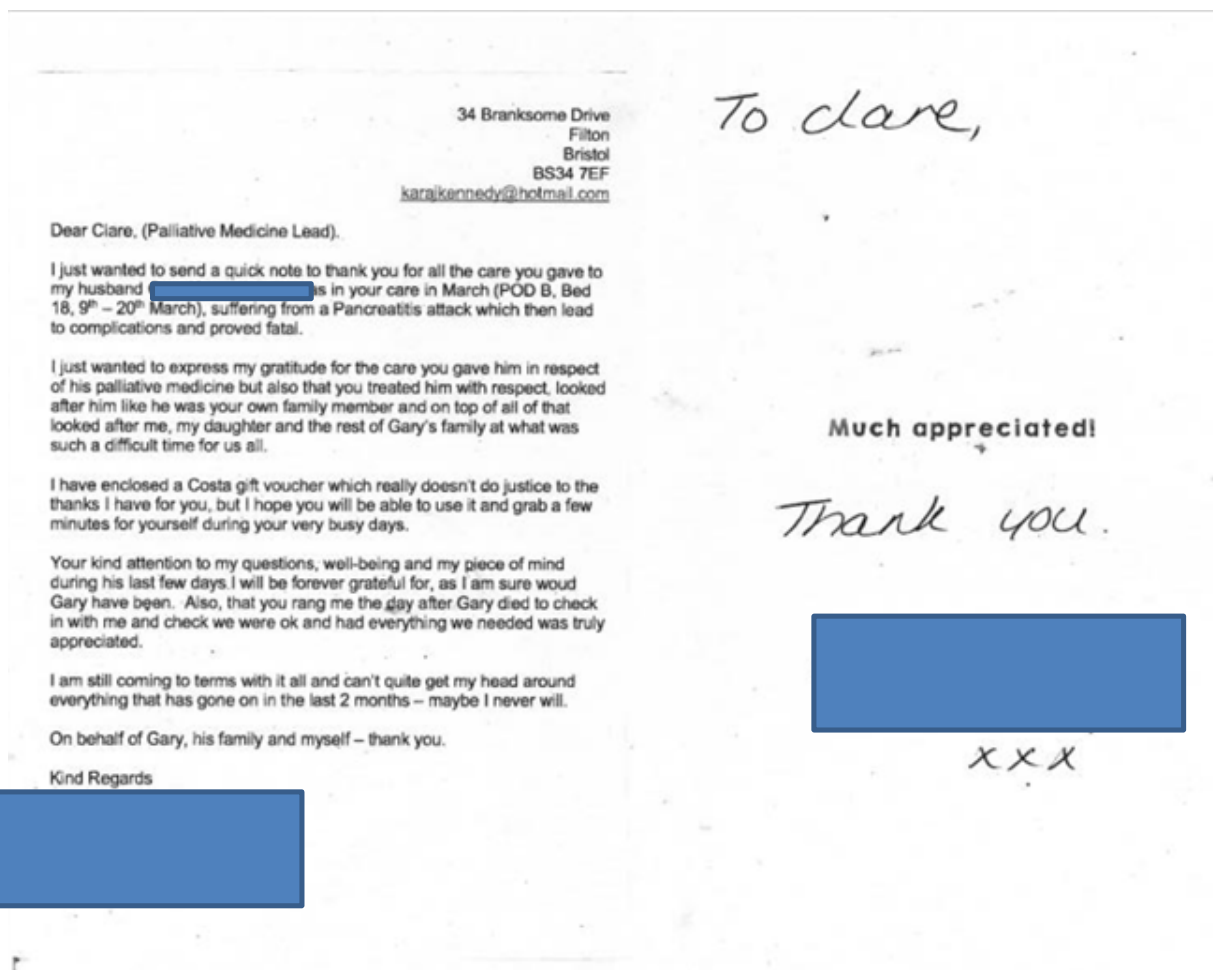 34 Branksome Drive
Filton
Bristol
BS34 7EF
karajkennedy@hotmail.com
Dear Clare, (Palliative Medicine Lead).
I just wanted to send a quick note to thank you for all the care you gave to
my husband as in your care in March (POD B, Bed
18, 9th – 20th March), suffering from a Pancreatitis attack which then lead
to complications and proved fatal.
I just wanted to express my gratitude for the care you gave him in respect
of his palliative medicine but also that you treated him with respect, looked
after him like he was your own family member and on top of all of that
looked after me, my daughter and the rest of Gary's family at what was
such a difficult time for us all.
I have enclosed a Costa gift voucher which really doesn't do justice to the
thanks I have for you, but I hope you will be able to use it and grab a few
minutes for yourself during your very busy days.
Your kind attention to my questions, well-being and my piece of mind
during his last few days I will be forever grateful for, as I am sure woud
Gary have been. Also, that you rang me the day after Gary died to check
in with me and check we were ok and had everything we needed was truly
appreciated.
I am still coming to terms with it all and can't quite get my head around
everything that has gone on in the last 2 months – maybe I never will.
On behalf of Gary, his family and myself – thank you.
Kind Regards
To clare,
Much appreciated!
Thank you.
xxx